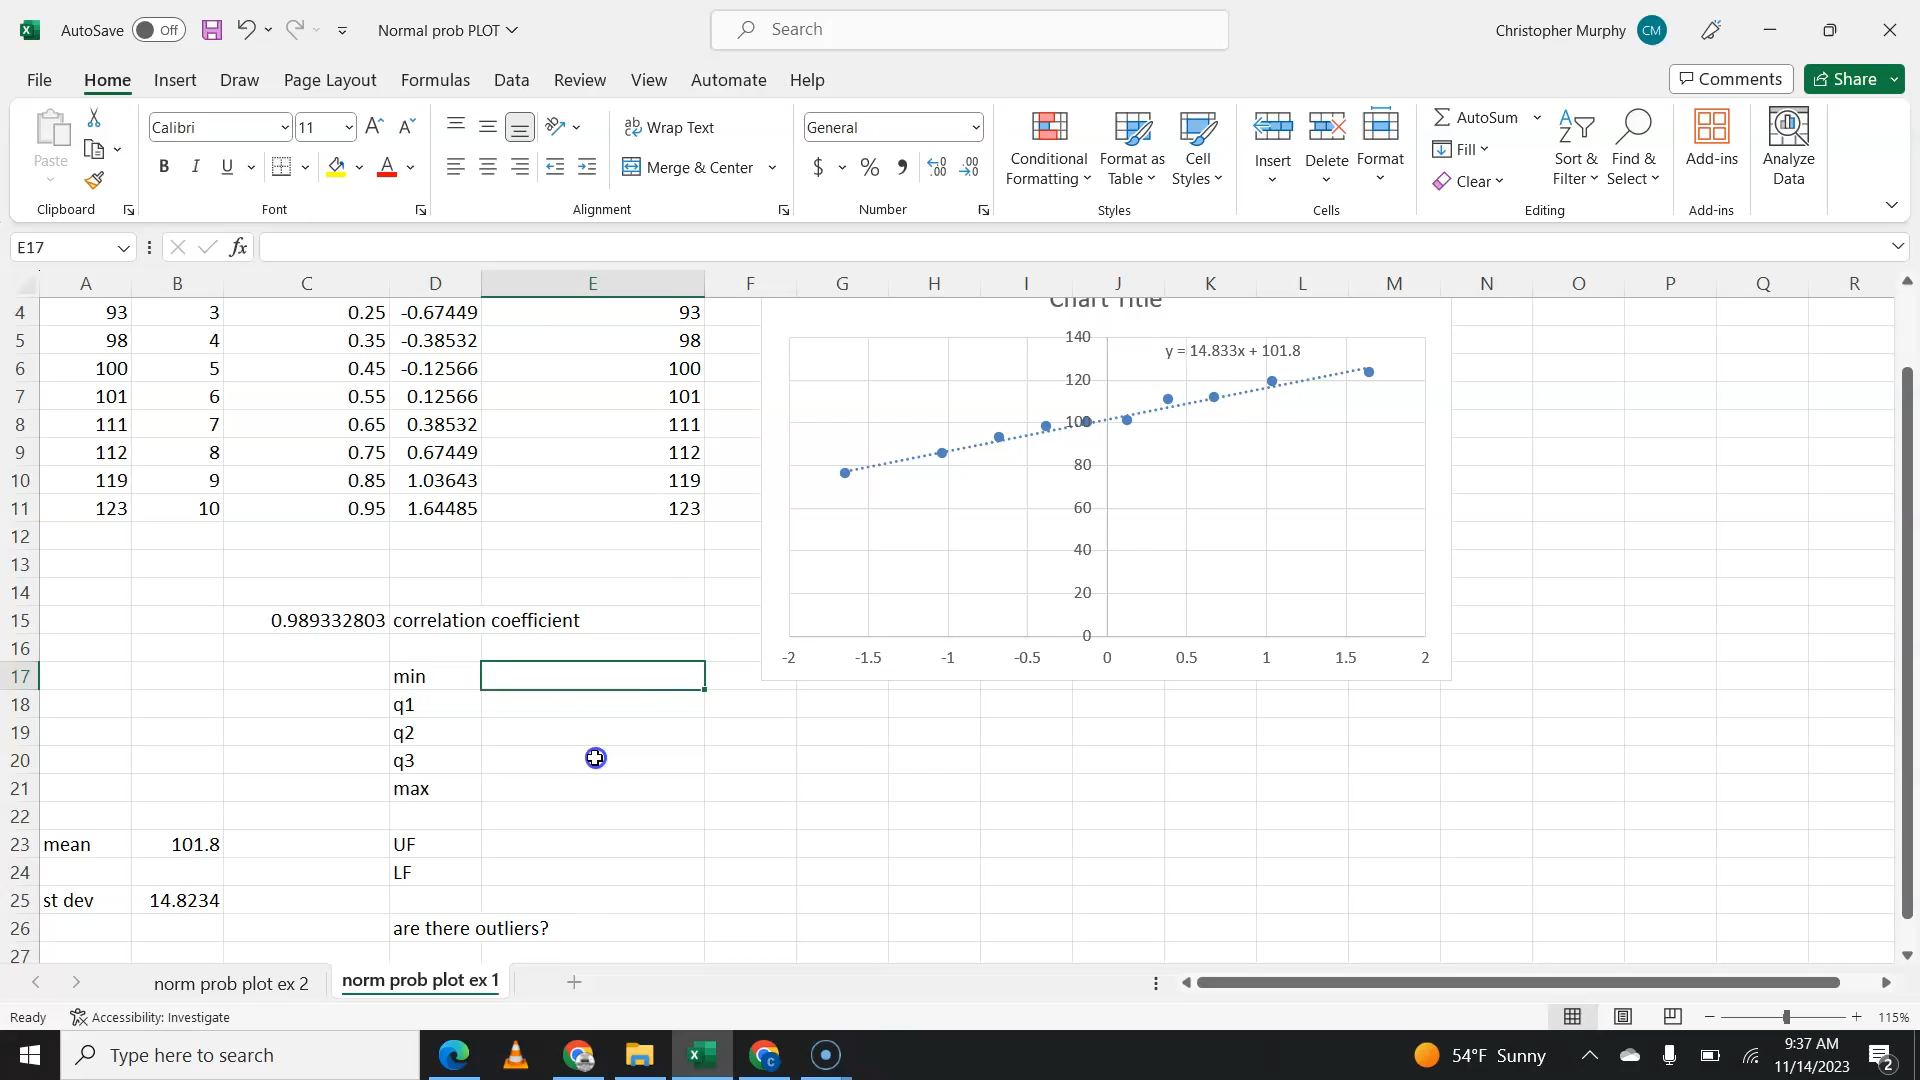 AutoSave Off Normal prob PLOT Search Christopher Murphy CM
File Home Insert Draw Page Layout Formulas Data Review View Automate Help Comments Share
Paste Calibri 11 Wrap Text General Conditional Formatting Format as Table Cell Styles Insert Delete Format AutoSum Sort & Filter Find & Select Add-ins Analyze Data
B I U Merge & Center $ % Fill
Clear
Clipboard Font Alignment Number Styles Cells Editing Add-ins
E17 fx
A B C D E F G H I J K L M N O P Q R
4 93 3 0.25 -0.67449 93
5 98 4 0.35 -0.38532 98
6 100 5 0.45 -0.12566 100
7 101 6 0.55 0.12566 101
8 111 7 0.65 0.38532 111
9 112 8 0.75 0.67449 112
10 119 9 0.85 1.03643 119
11 123 10 0.95 1.64485 123
12
13
14
15 0.989332803 correlation coefficient
16
17 min
18 q1
19 q2
20 q3
21 max
22
23 mean 101.8 UF
24 LF
25 st dev 14.8234
26 are there outliers?
27
Chart Title
y = 14.833x + 101.8
140
120
100
80
60
40
20
0
-2 -1.5 -1 -0.5 0 0.5 1 1.5 2
norm prob plot ex 2 norm prob plot ex 1
Ready Accessibility: Investigate 115%
Type here to search 54°F Sunny 9:37 AM
11/14/2023 2